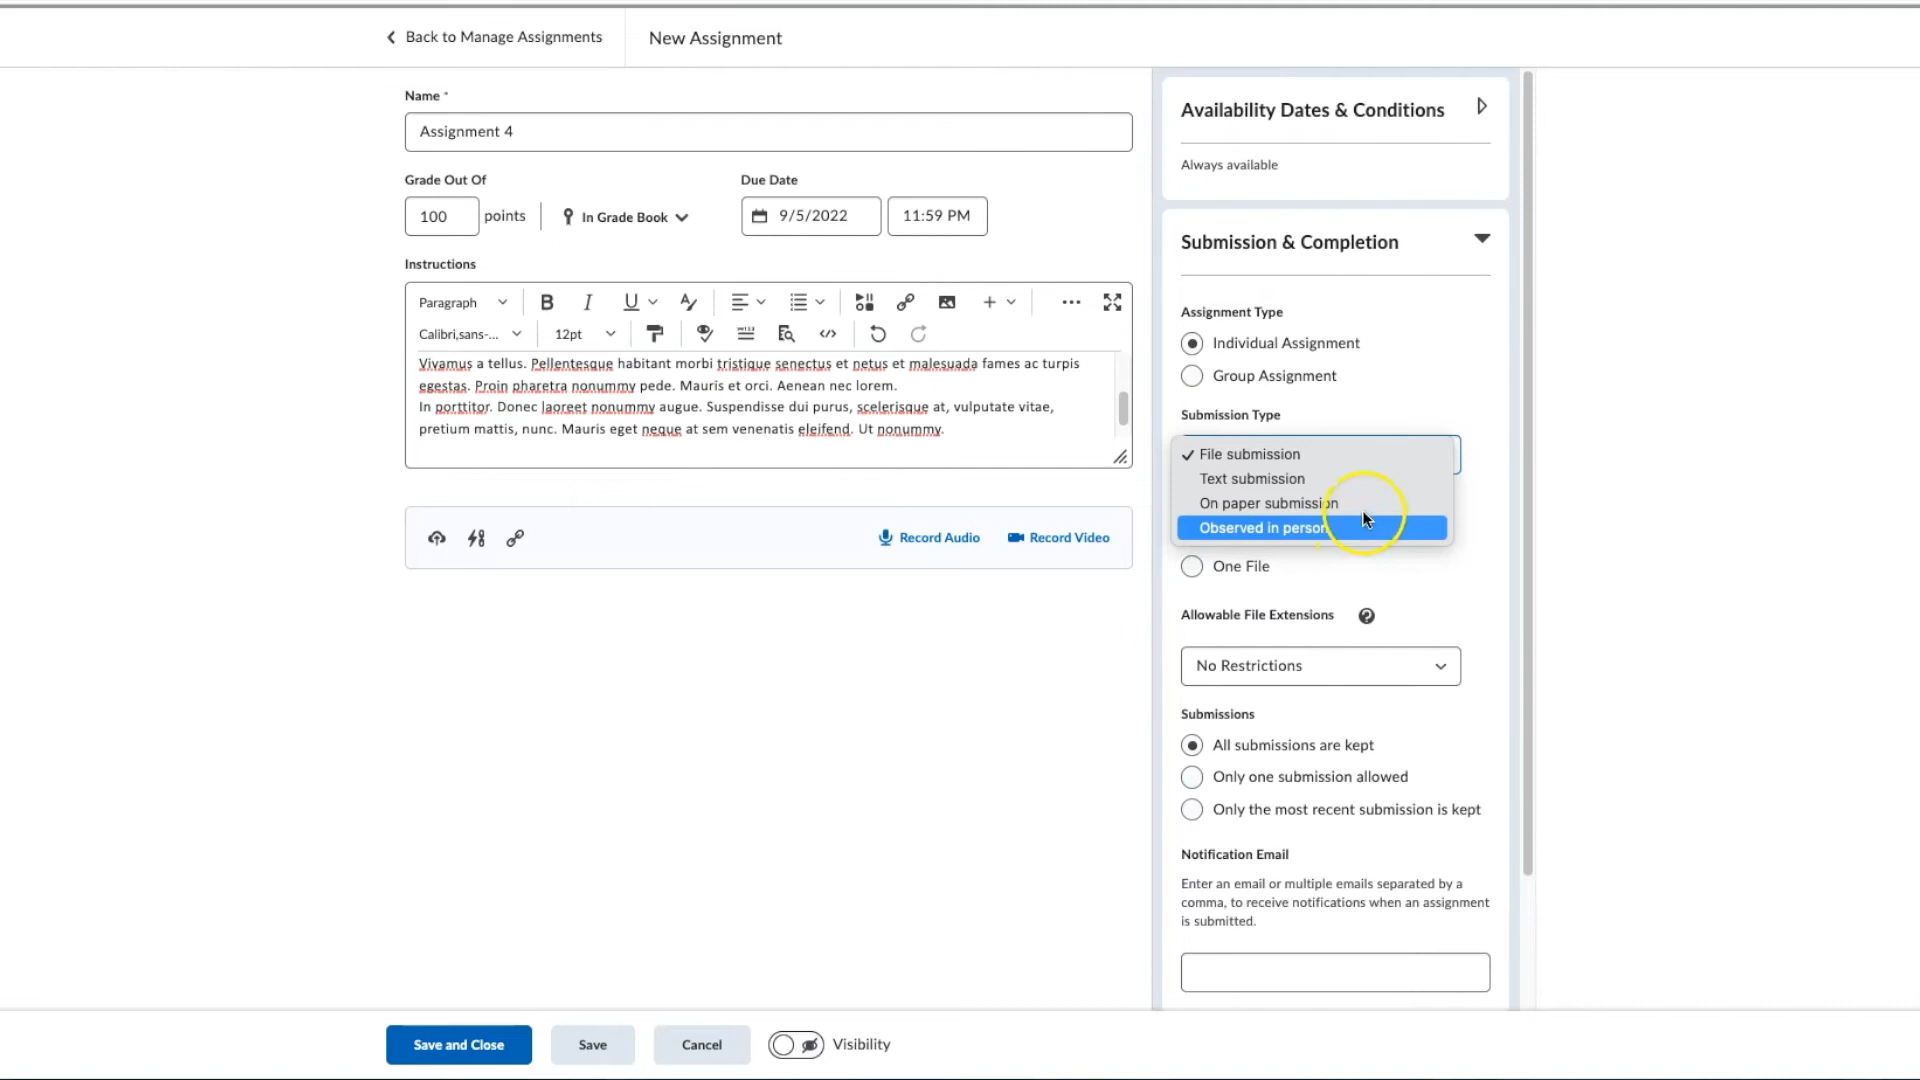 Back to Manage Assignments
New Assignment
Name *
Assignment 4
Grade Out Of
100 points
In Grade Book
Due Date
9/5/2022
11:59 PM
Instructions
Paragraph
B I U
Calibri,sans-...
12pt
Vivamus a tellus. Pellentesque habitant morbi tristique senectus et netus et malesuada fames ac turpis
egestas. Proin pharetra nonummy pede. Mauris et orci. Aenean nec lorem.
In porttitor. Donec laoreet nonummy augue. Suspendisse dui purus, scelerisque at, vulputate vitae,
pretium mattis, nunc. Mauris eget neque at sem venenatis eleifend. Ut nonummy.
Record Audio
Record Video
Availability Dates & Conditions
Always available
Submission & Completion
Assignment Type
Individual Assignment
Group Assignment
Submission Type
File submission
Text submission
On paper submission
Observed in person
One File
Allowable File Extensions
No Restrictions
Submissions
All submissions are kept
Only one submission allowed
Only the most recent submission is kept
Notification Email
Enter an email or multiple emails separated by a
comma, to receive notifications when an assignment
is submitted.
Save and Close
Save
Cancel
Visibility